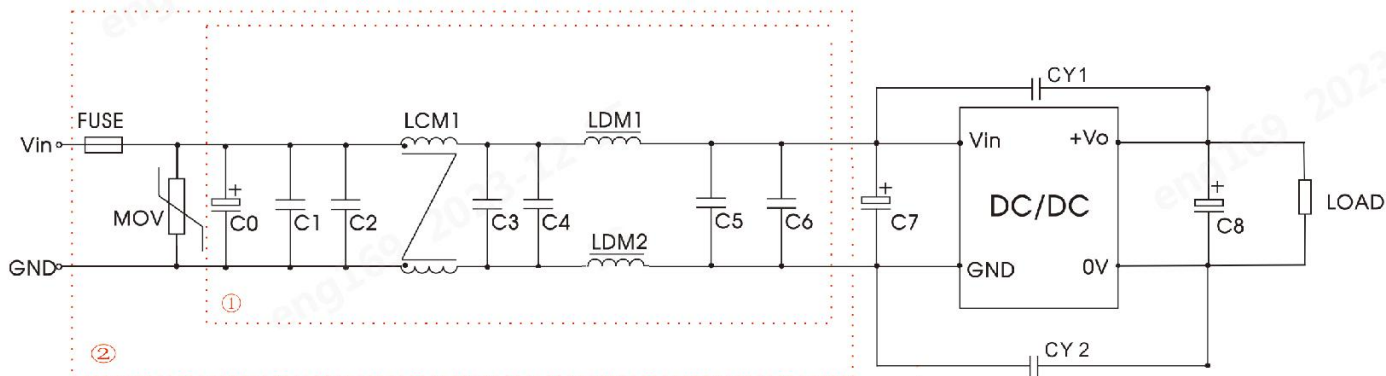 CY1
FUSE
LCM1
LDM1
Vin
Vin
+Vo
MOV
+
C0
C1
C2
C3
C4
C5
C6
+
C7
DC/DC
+
C8
LOAD
LDM2
GND
GND
0V
①
②
CY 2